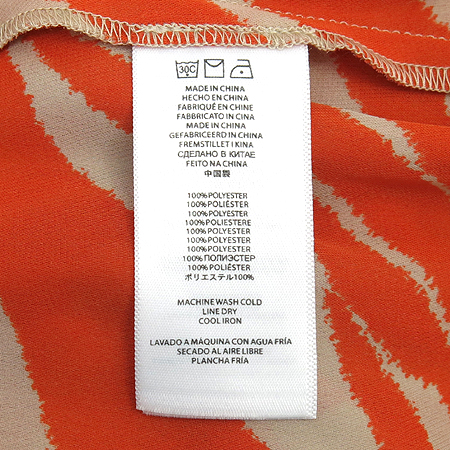 30C
MADE IN CHINA
HECHO EN CHINA
FABRIQUÉ EN CHINE
FABBRICATO IN CINA
MADE IN CHINA
GEFABRICEERD IN CHINA
FREMSTILLET I KINA
СДЕЛАНО В КИТАЕ
FEITO NA CHINA
中国製
100% POLYESTER
100% POLIÉSTER
100% POLYESTER
100% POLIESTERE
100% POLYESTER
100% POLYESTER
100% POLYESTER
100% ПОЛИЭСТЕР
100% POLIÉSTER
ポリエステル100%
MACHINE WASH COLD
LINE DRY
COOL IRON
LAVADO A MÁQUINA CON AGUA FRÍA
SECADO AL AIRE LIBRE
PLANCHA FRÍA